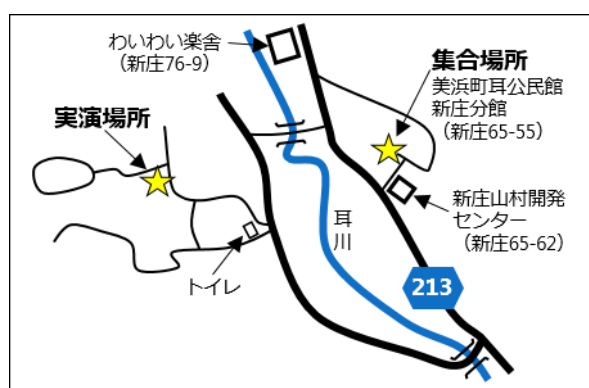 わいわい楽舎
（新庄76-9）
集合場所
美浜町耳公民館
新庄分館
（新庄65-55）
実演場所
新庄山村開発
センター
（新庄65-62）
耳川
トイレ
213